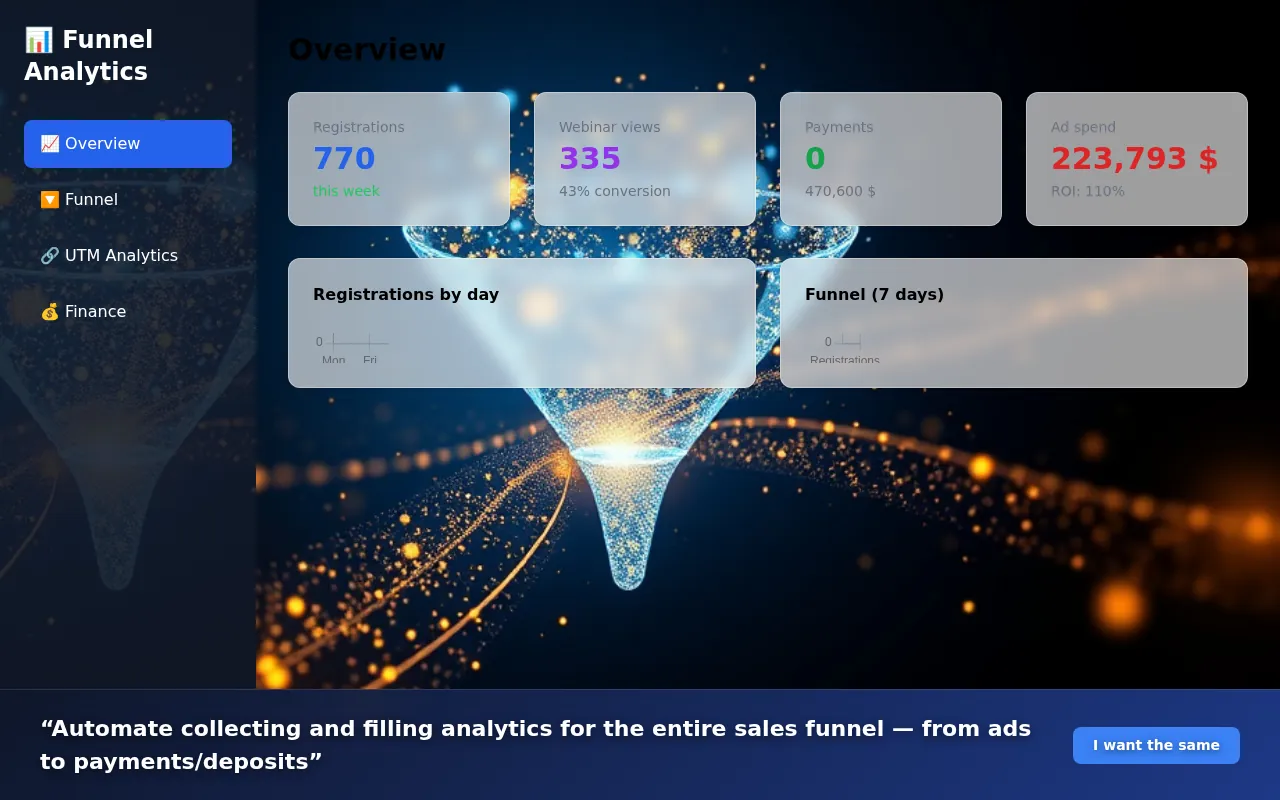 📊 Funnel
Analytics
📈 Overview
🔽 Funnel
🔗 UTM Analytics
💰 Finance
Overview
Registrations
770
this week
Webinar views
335
43% conversion
Payments
0
470,600 $
Ad spend
223,793 $
ROI: 110%
Registrations by day
0
Mon Fri
Funnel (7 days)
0
Registrations
“Automate collecting and filling analytics for the entire sales funnel — from ads
to payments/deposits”
I want the same